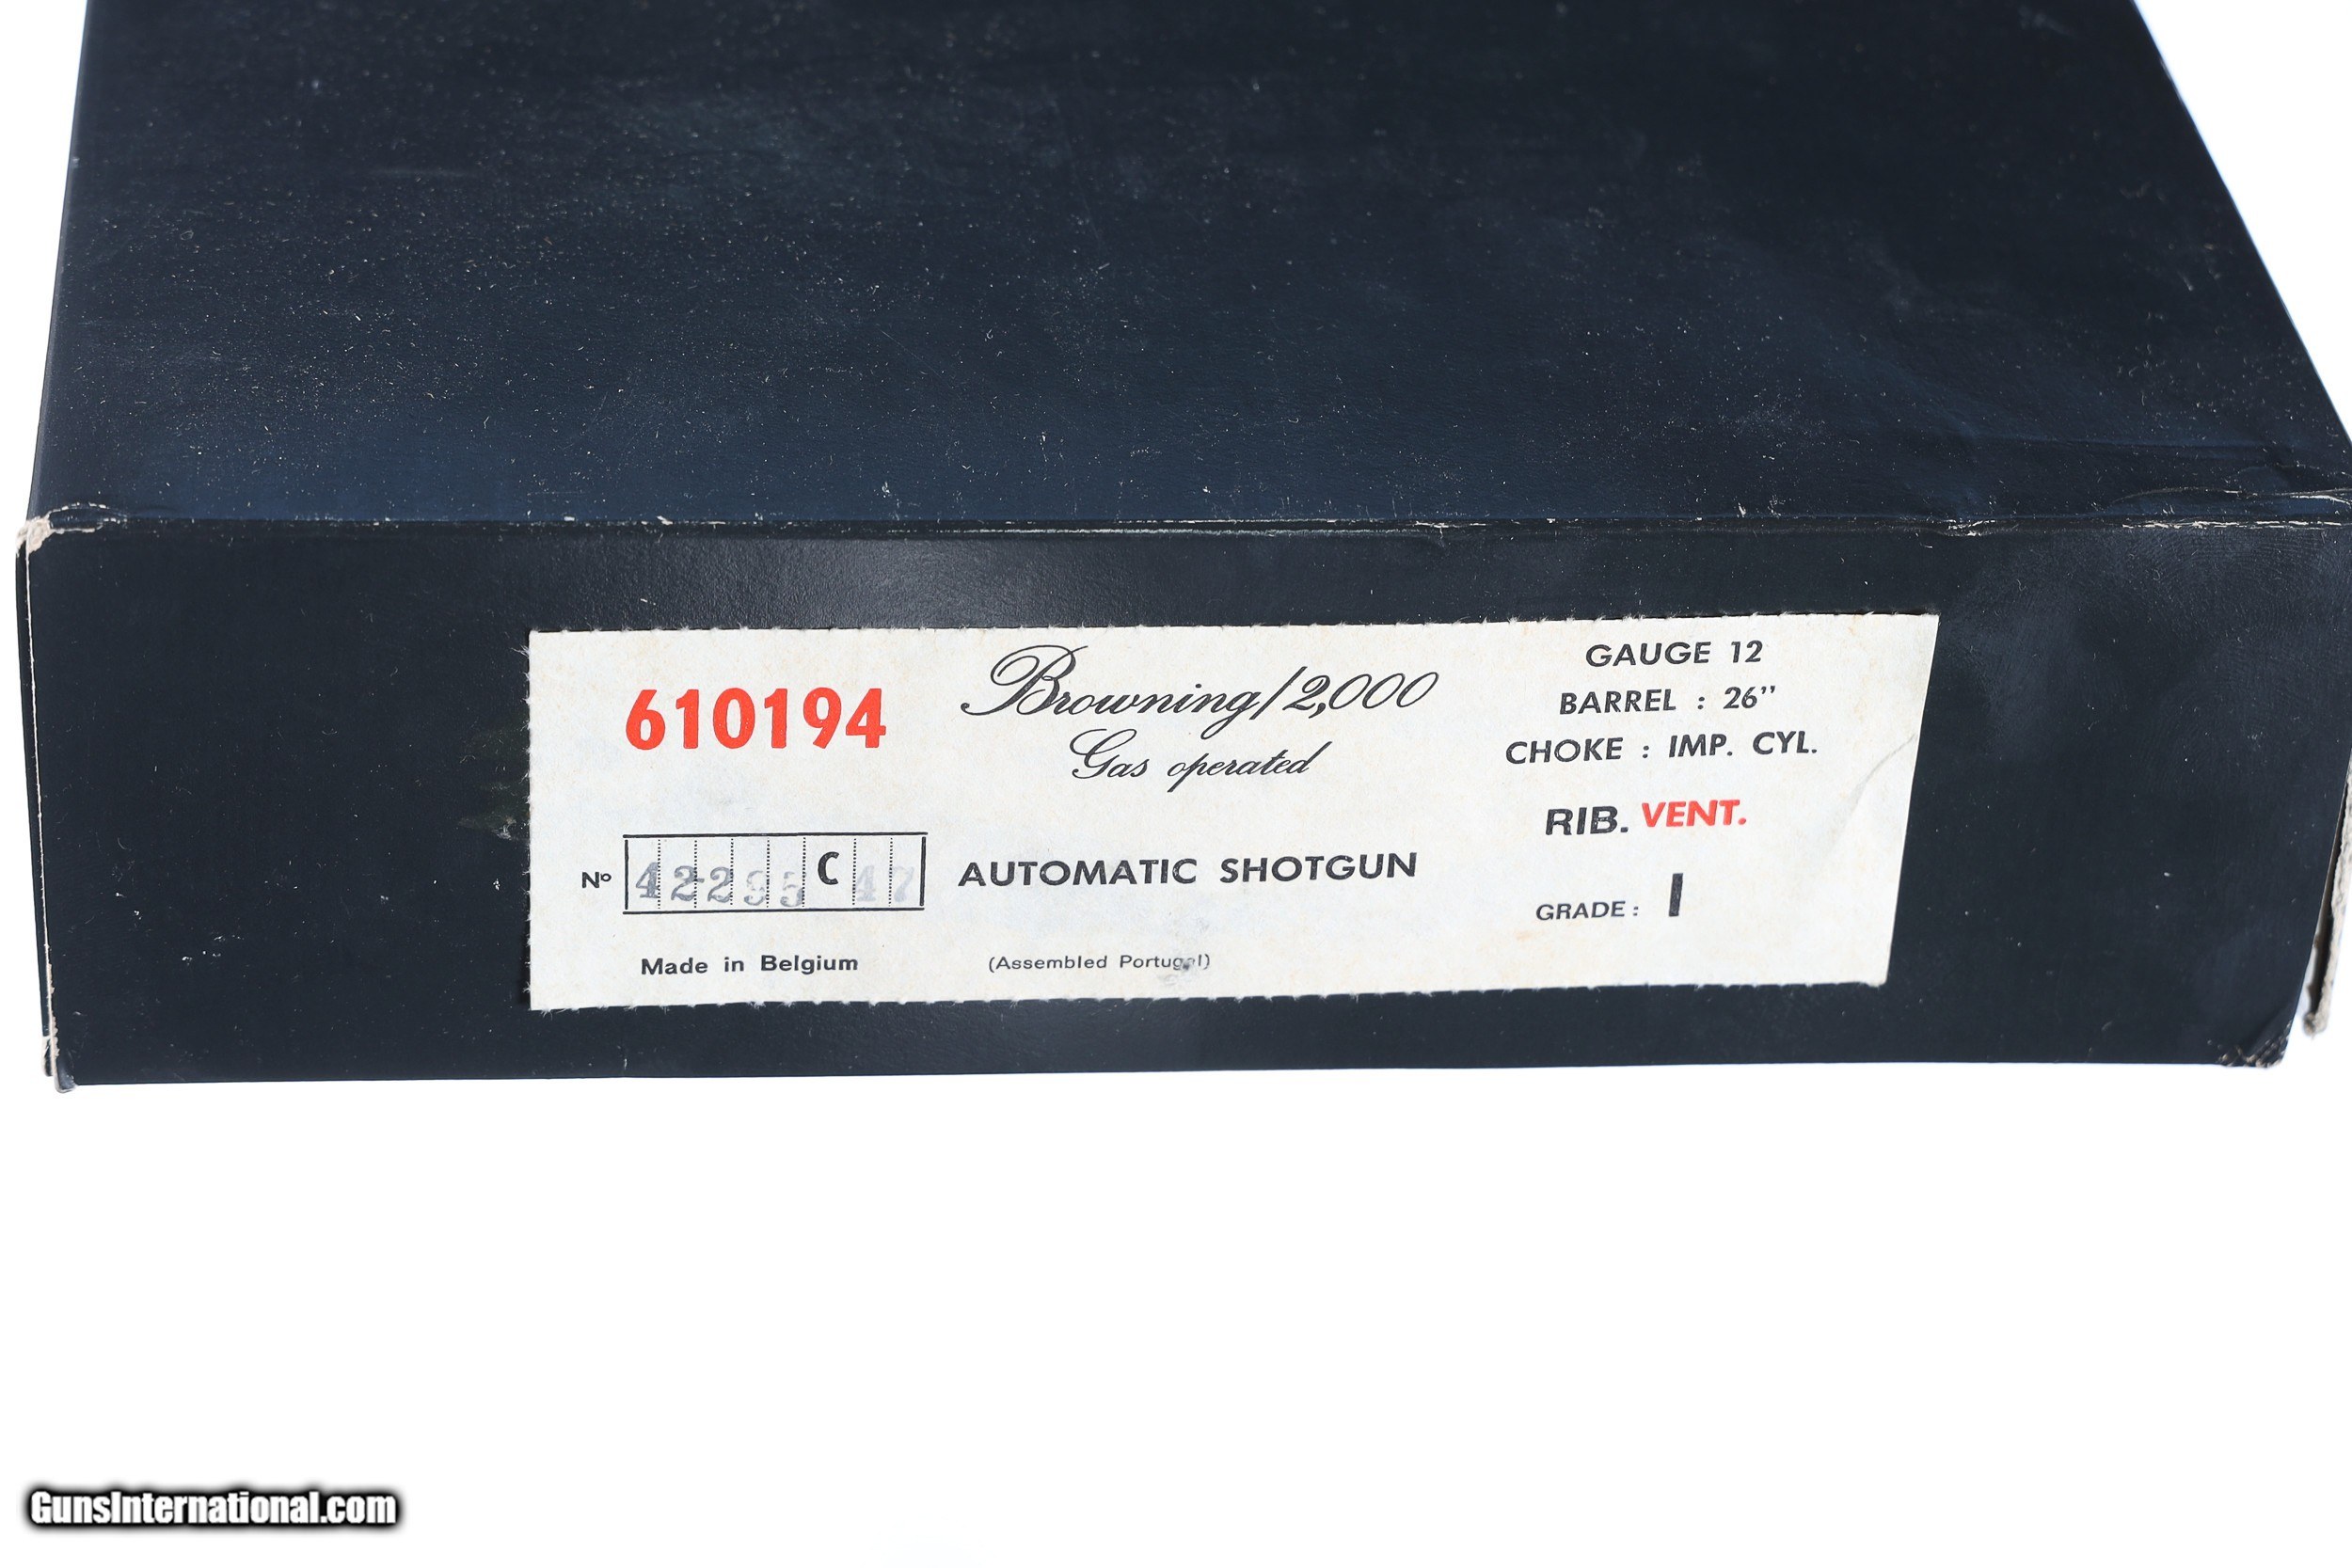 610194
Browning/2,000
Gas operated
Nº 42295 C 47
AUTOMATIC SHOTGUN
Made in Belgium
(Assembled Portugal)
GAUGE 12
BARREL : 26"
CHOKE : IMP. CYL.
RIB. VENT.
GRADE : I
GunsInternational.com